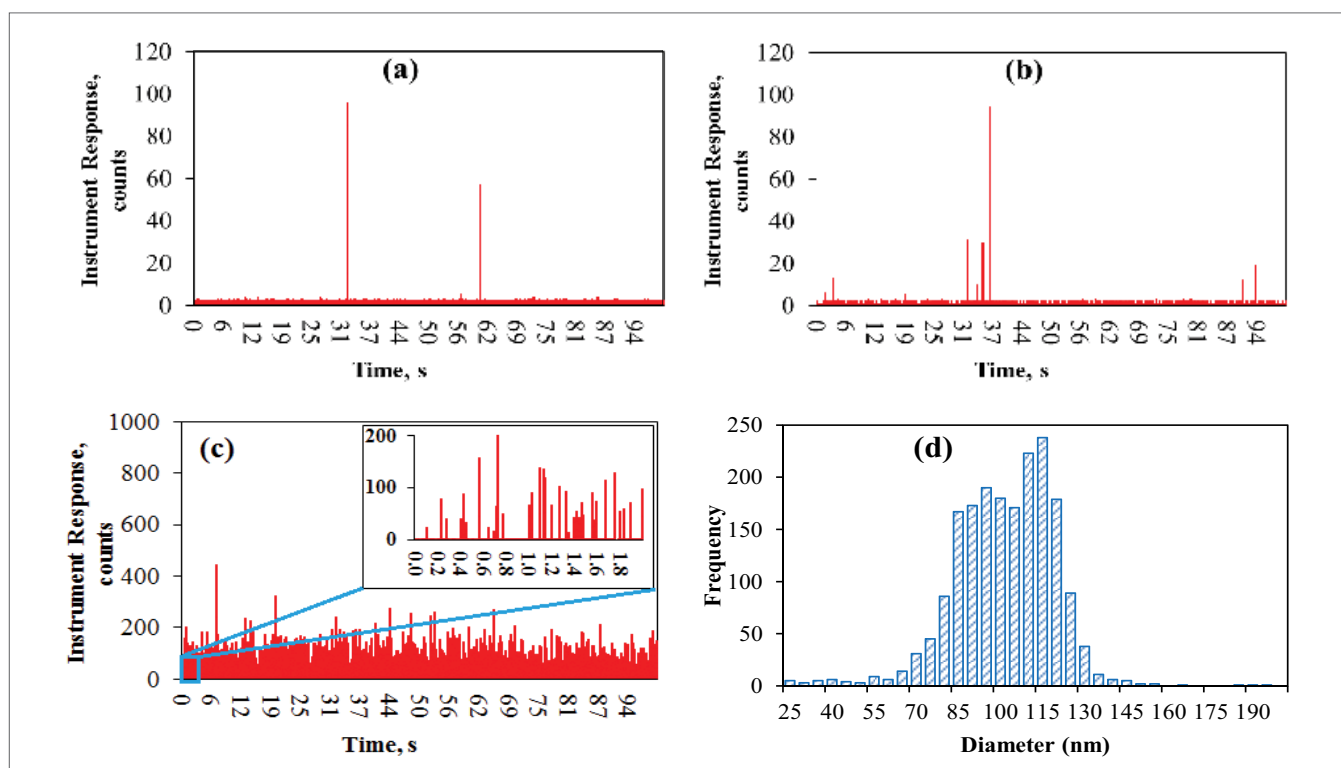 (a)
Instrument Response,
counts
120
100
80
60
40
20
0
0 6 12 19 25 31 37 44 50 56 62 69 75 81 87 94
Time, s
(b)
Instrument Response,
counts
120
100
80
60
40
20
0
0 6 12 19 25 31 37 44 50 56 62 69 75 81 87 94
Time, s
(c)
Instrument Response,
counts
1000
800
600
400
200
0
0 6 12 19 25 31 37 44 50 56 62 69 75 81 87 94
Time, s
200
100
0
0.0 0.2 0.4 0.6 0.8 1.0 1.2 1.4 1.6 1.8
(d)
Frequency
250
200
150
100
50
0
25 40 55 70 85 100 115 130 145 160 175 190
Diameter (nm)